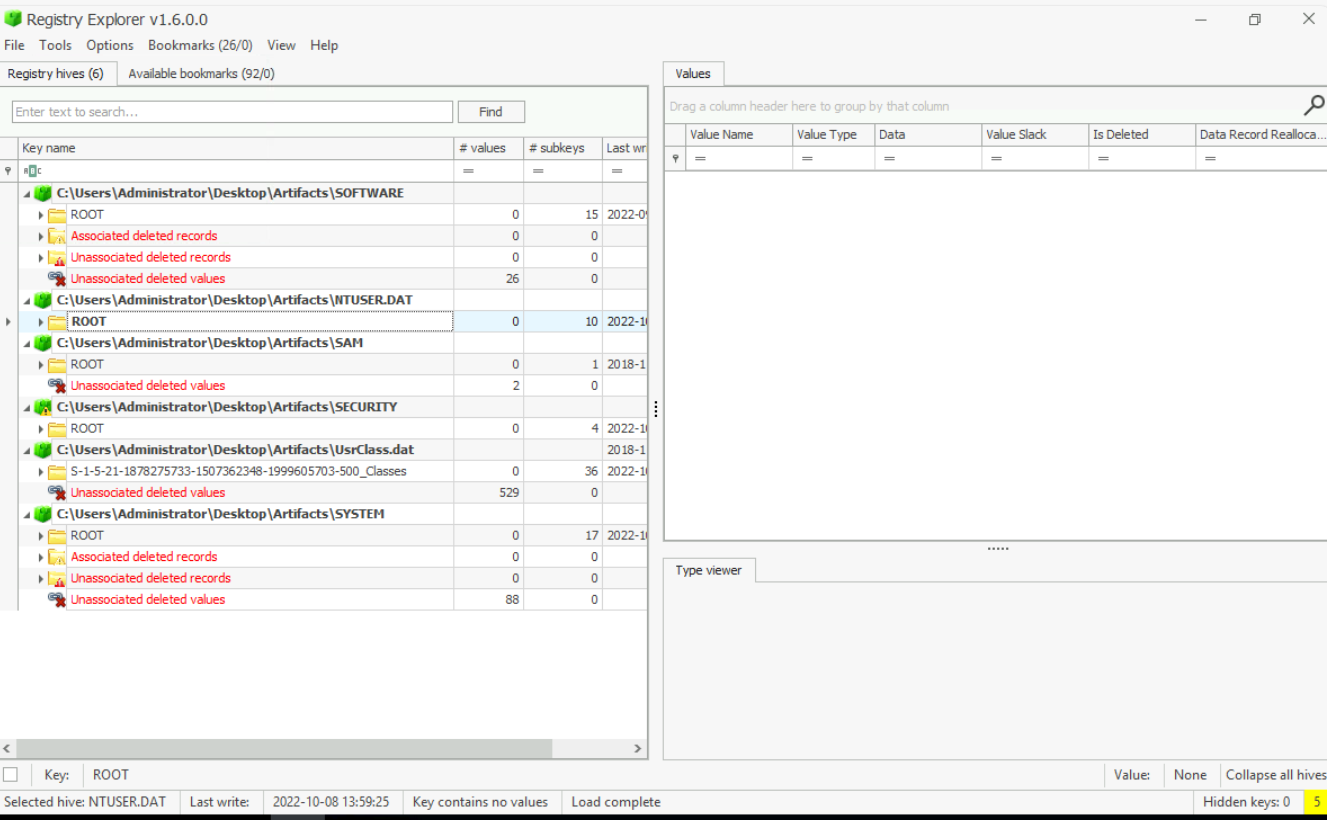 Registry Explorer v1.6.0.0
File Tools Options Bookmarks (26/0) View Help
Registry hives (6) Available bookmarks (92/0)
Enter text to search... Find
Key name # values # subkeys Last wri
= = =
C:\Users\Administrator\Desktop\Artifacts\SOFTWARE
ROOT 0 15 2022-09
Associated deleted records 0 0
Unassociated deleted records 0 0
Unassociated deleted values 26 0
C:\Users\Administrator\Desktop\Artifacts\NTUSER.DAT
ROOT 0 10 2022-10
C:\Users\Administrator\Desktop\Artifacts\SAM
ROOT 0 1 2018-1
Unassociated deleted values 2 0
C:\Users\Administrator\Desktop\Artifacts\SECURITY
ROOT 0 4 2022-10
C:\Users\Administrator\Desktop\Artifacts\UsrClass.dat 2018-1
S-1-5-21-1878275733-1507362348-1999605703-500_Classes 0 36 2022-10
Unassociated deleted values 529 0
C:\Users\Administrator\Desktop\Artifacts\SYSTEM
ROOT 0 17 2022-10
Associated deleted records 0 0
Unassociated deleted records 0 0
Unassociated deleted values 88 0
Values
Drag a column header here to group by that column
Value Name Value Type Data Value Slack Is Deleted Data Record Realloca...
= = = = = =
Type viewer
Key: ROOT
Value: None Collapse all hives
Selected hive: NTUSER.DAT Last write: 2022-10-08 13:59:25 Key contains no values Load complete
Hidden keys: 0 5